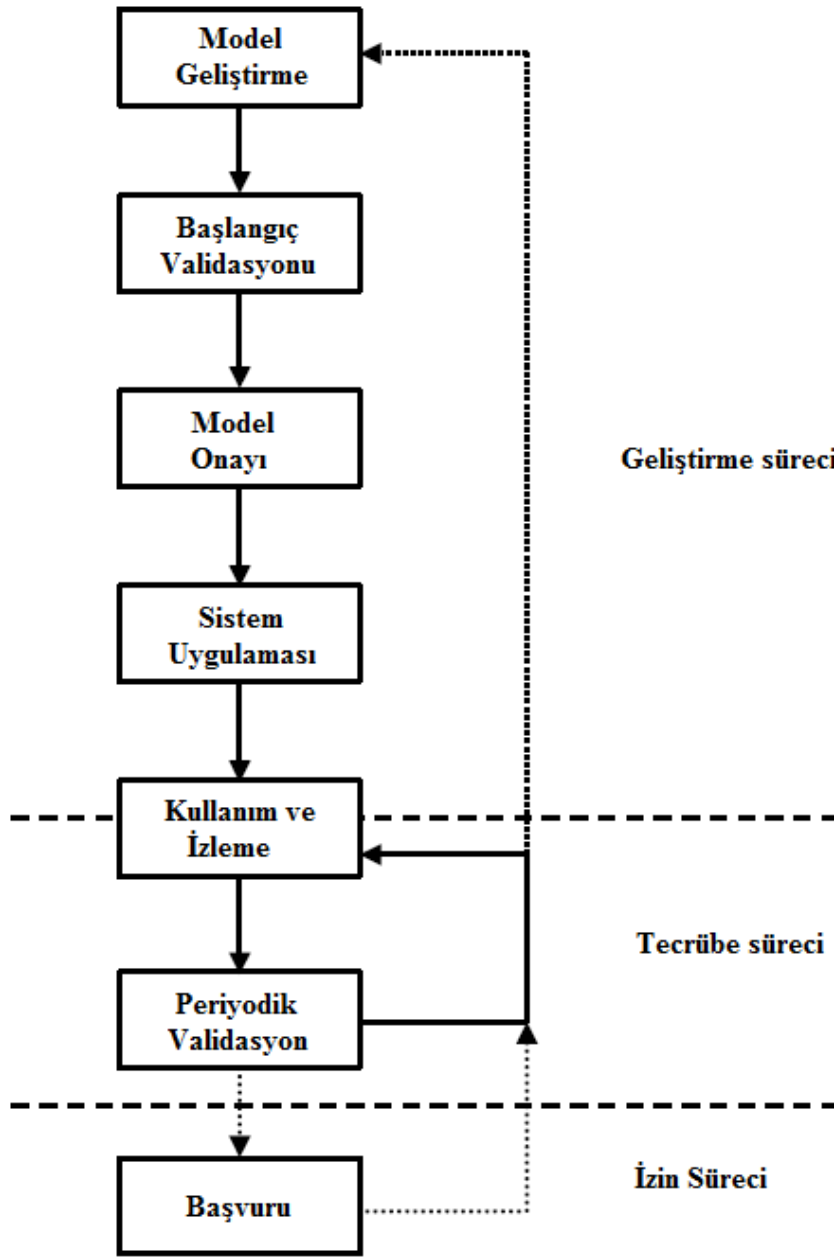 Model
Geliştirme
Başlangıç
Validasyonu
Model
Onayı
Geliştirme süreci
Sistem
Uygulaması
Kullanım ve
İzleme
Tecrübe süreci
Periyodik
Validasyon
İzin Süreci
Başvuru